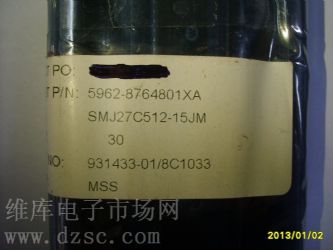 T PO:
T P/N: 5962-8764801XA
SMJ27C512-15JM
30
NO: 931433-01/8C1033
MSS
维库电子市场网
www.dzsc.com
2013/01/02